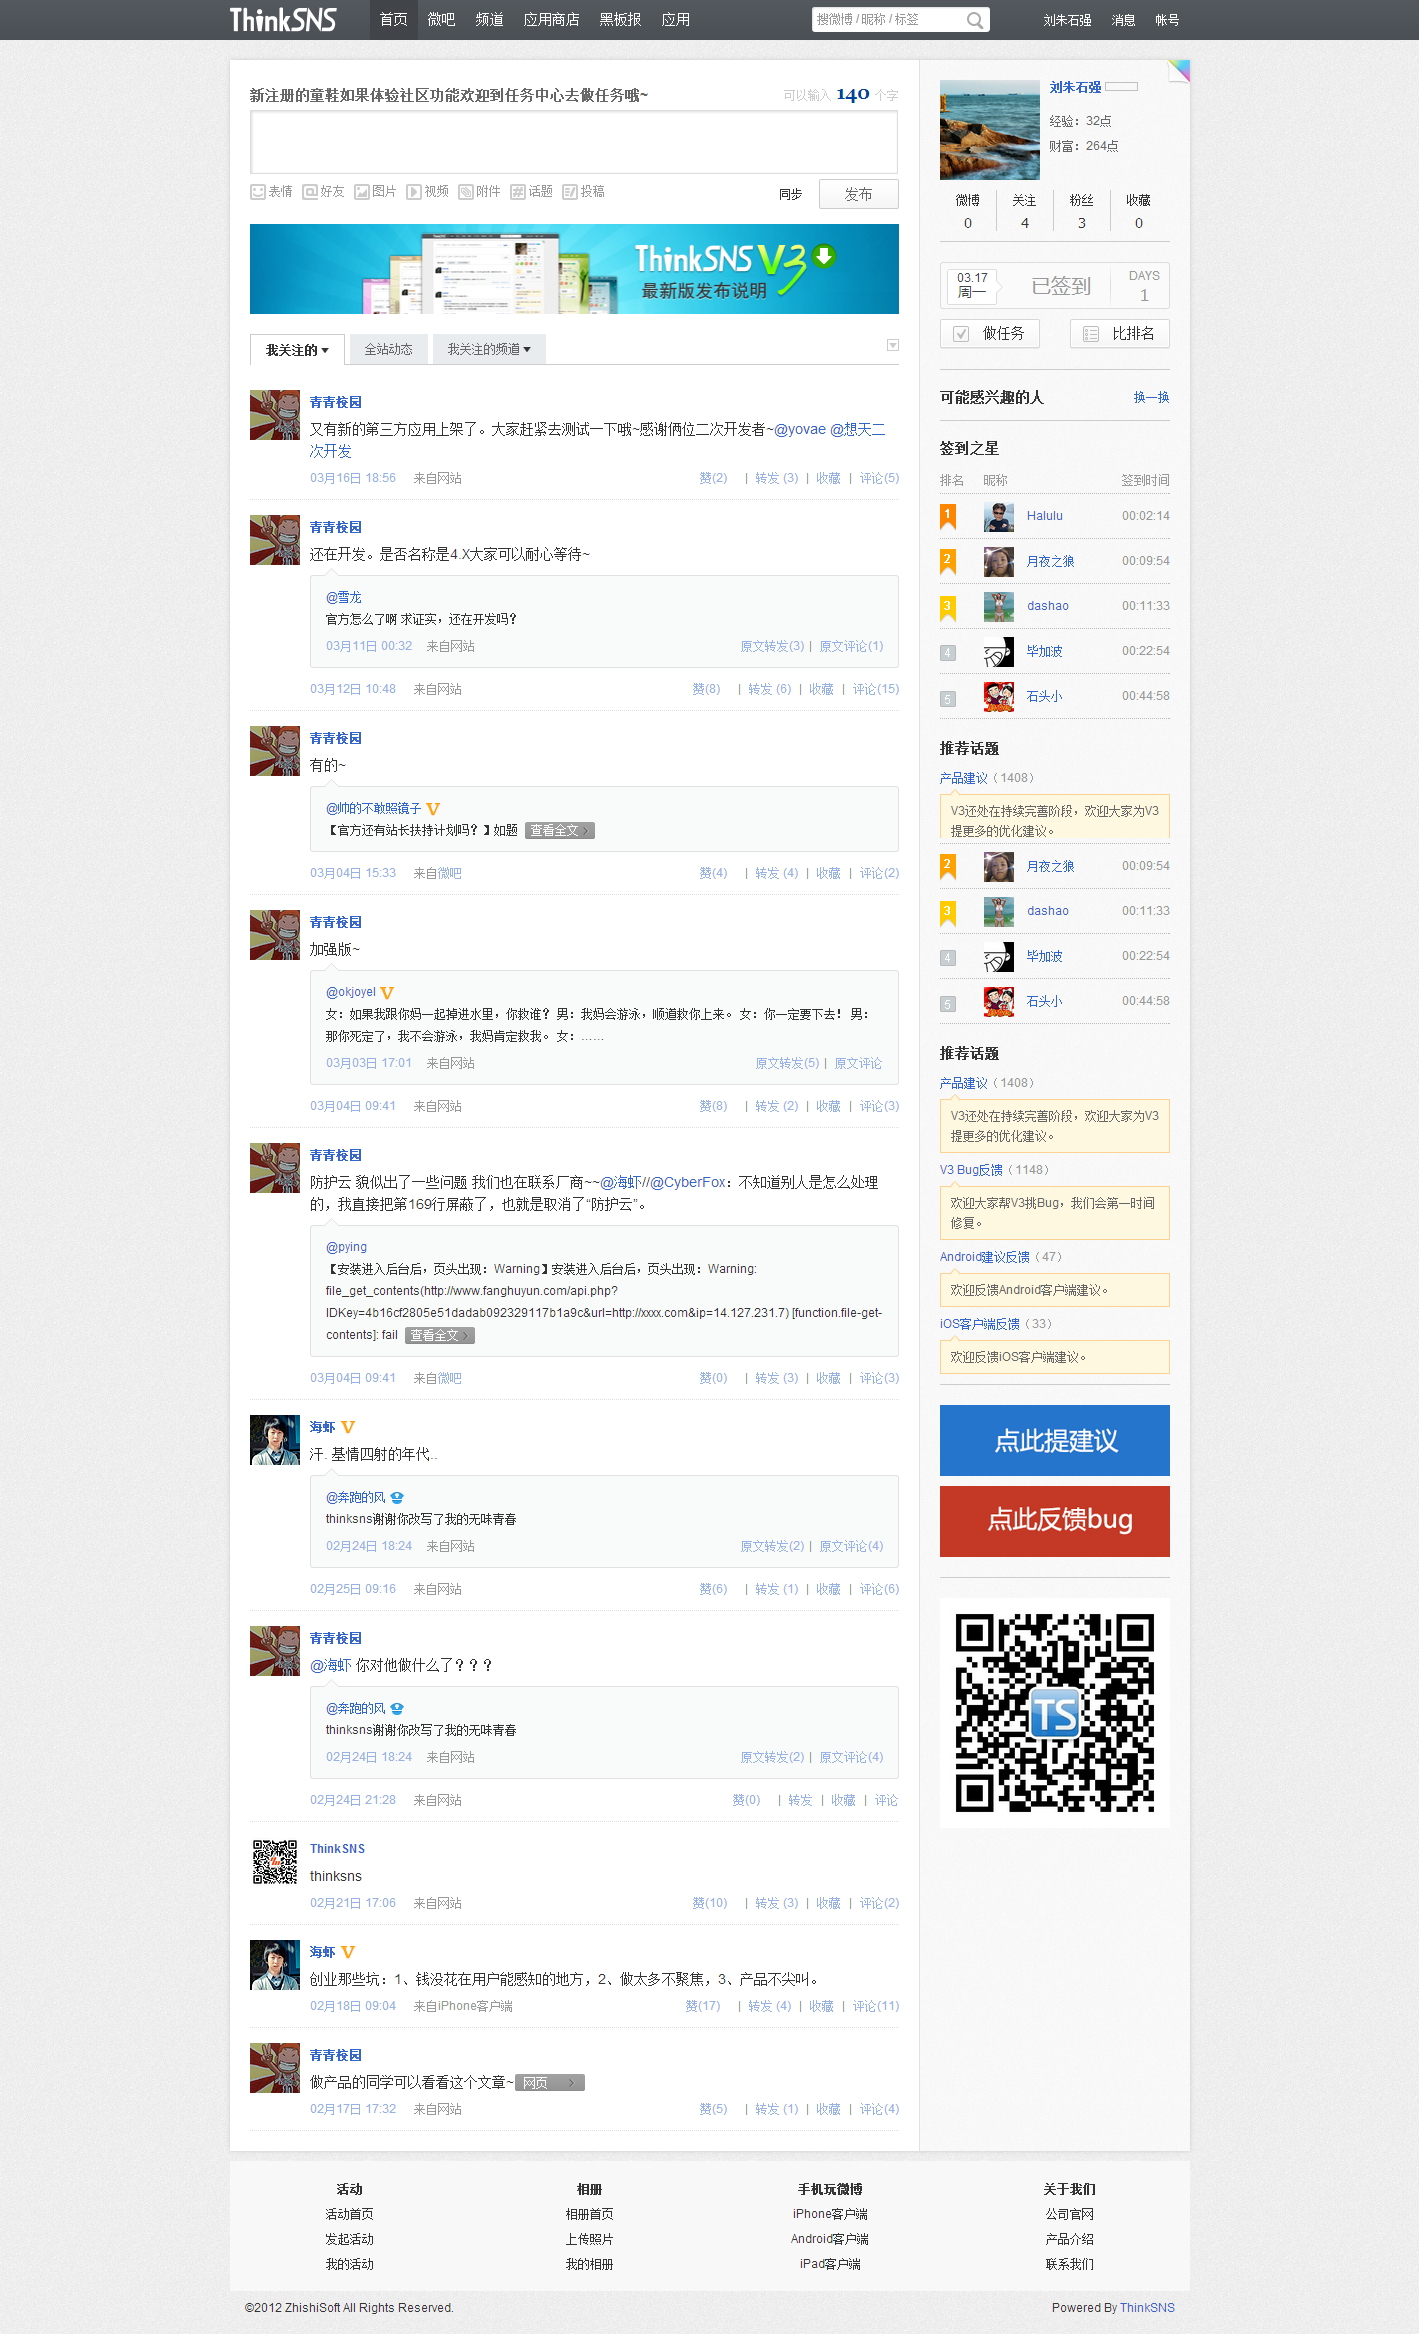 ThinkSNS 首页 微吧 频道 应用商店 黑板报 应用 搜微博 / 昵称 / 标签 刘朱石强 消息 帐号
新注册的童鞋如果体验社区功能欢迎到任务中心去做任务哦~ 可以输入 140 个字
表情 好友 图片 视频 附件 话题 投稿 同步 发布
ThinkSNS V3
最新版发布说明
我关注的 全站动态 我关注的频道
青青校园
又有新的第三方应用上架了。大家赶紧去测试一下哦~感谢俩位二次开发者~@yovae @想天二
次开发
03月16日 18:56 来自网站 赞(2) | 转发 (3) | 收藏 | 评论(5)
青青校园
还在开发。是否名称是4.X大家可以耐心等待~
@雪龙
官方怎么了啊 求证实，还在开发吗？
03月11日 00:32 来自网站 原文转发(3) | 原文评论(1)
03月12日 10:48 来自网站 赞(8) | 转发 (6) | 收藏 | 评论(15)
青青校园
有的~
@帅的不敢照镜子 V
【官方还有站长扶持计划吗？】如题 查看全文 >
03月04日 15:33 来自微吧 赞(4) | 转发 (4) | 收藏 | 评论(2)
青青校园
加强版~
@okjoyel V
女：如果我跟你妈一起掉进水里，你救谁？ 男：我妈会游泳，顺道救你上来。 女：你一定要下去！ 男：
那你死定了，我不会游泳，我妈肯定救我。 女：……
03月03日 17:01 来自网站 原文转发(5) | 原文评论
03月04日 09:41 来自网站 赞(8) | 转发 (2) | 收藏 | 评论(3)
青青校园
防护云 貌似出了一些问题 我们也在联系厂商~~@海虾//@CyberFox：不知道别人是怎么处理
的，我直接把第169行屏蔽了，也就是取消了“防护云”。
@pying
【安装进入后台后，页头出现：Warning】安装进入后台后，页头出现：Warning:
file_get_contents(http://www.fanghuyun.com/api.php?
IDKey=4b16cf2805e51dadab092329117b1a9c&url=http://xxxx.com&ip=14.127.231.7) [function.file-get-
contents]: fail 查看全文 >
03月04日 09:41 来自微吧 赞(0) | 转发 (3) | 收藏 | 评论(3)
海虾 V
汗. 基情四射的年代..
@奔跑的风
thinksns谢谢你改写了我的无味青春
02月24日 18:24 来自网站 原文转发(2) | 原文评论(4)
02月25日 09:16 来自网站 赞(6) | 转发 (1) | 收藏 | 评论(6)
青青校园
@海虾 你对他做什么了？？？
@奔跑的风
thinksns谢谢你改写了我的无味青春
02月24日 18:24 来自网站 原文转发(2) | 原文评论(4)
02月24日 21:28 来自网站 赞(0) | 转发 | 收藏 | 评论
ThinkSNS
thinksns
02月21日 17:06 来自网站 赞(10) | 转发 (3) | 收藏 | 评论(2)
海虾 V
创业那些坑：1、钱没花在用户能感知的地方，2、做太多不聚焦，3、产品不尖叫。
02月18日 09:04 来自iPhone客户端 赞(17) | 转发 (4) | 收藏 | 评论(11)
青青校园
做产品的同学可以看看这个文章~ 网页 >
02月17日 17:32 来自网站 赞(5) | 转发 (1) | 收藏 | 评论(4)
刘朱石强
经验：32点
财富：264点
微博 关注 粉丝 收藏
0 4 3 0
03.17
周一
已签到
DAYS
1
做任务 比排名
可能感兴趣的人 换一换
签到之星
排名 昵称 签到时间
1 Halulu 00:02:14
2 月夜之狼 00:09:54
3 dashao 00:11:33
4 毕加波 00:22:54
5 石头小 00:44:58
推荐话题
产品建议（1408）
V3还处在持续完善阶段，欢迎大家为V3
提更多的优化建议。
2 月夜之狼 00:09:54
3 dashao 00:11:33
4 毕加波 00:22:54
5 石头小 00:44:58
推荐话题
产品建议（1408）
V3还处在持续完善阶段，欢迎大家为V3
提更多的优化建议。
V3 Bug反馈（1148）
欢迎大家帮V3挑Bug，我们会第一时间
修复。
Android建议反馈（47）
欢迎反馈Android客户端建议。
iOS客户端反馈（33）
欢迎反馈iOS客户端建议。
点此提建议
点此反馈bug
TS
活动 相册 手机玩微博 关于我们
活动首页 相册首页 iPhone客户端 公司官网
发起活动 上传照片 Android客户端 产品介绍
我的活动 我的相册 iPad客户端 联系我们
©2012 ZhishiSoft All Rights Reserved. Powered By ThinkSNS